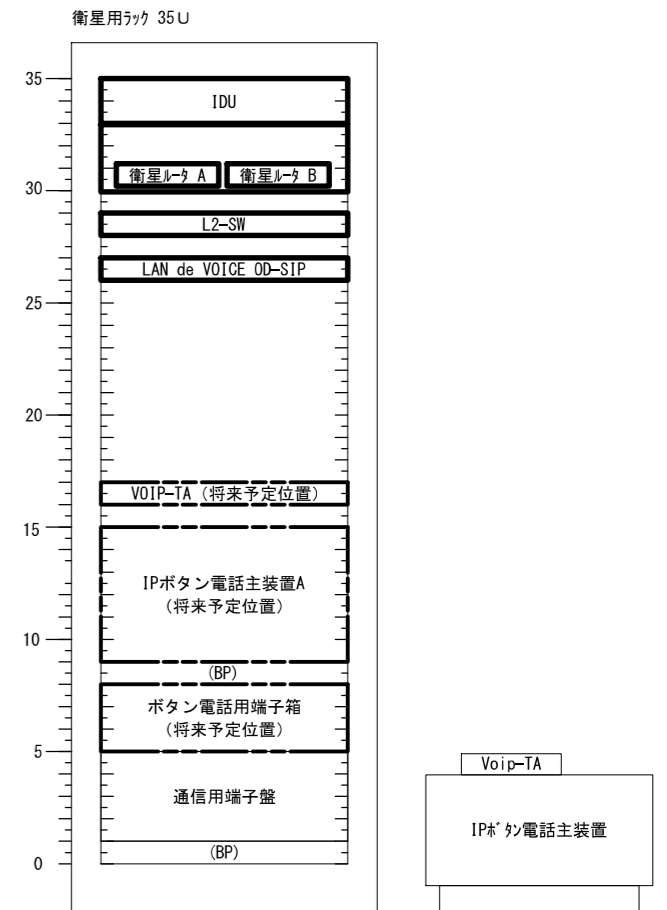 衛星用ﾗｯｸ 35U
35
IDU
衛星ﾙｰﾀ A
衛星ﾙｰﾀ B
30
L2-SW
LAN de VOICE OD-SIP
25
20
VOIP-TA (将来予定位置)
15
IPボタン電話主装置A
(将来予定位置)
10
(BP)
ボタン電話用端子箱
(将来予定位置)
5
通信用端子盤
(BP)
0
Voip-TA
IPﾎﾞﾀﾝ電話主装置